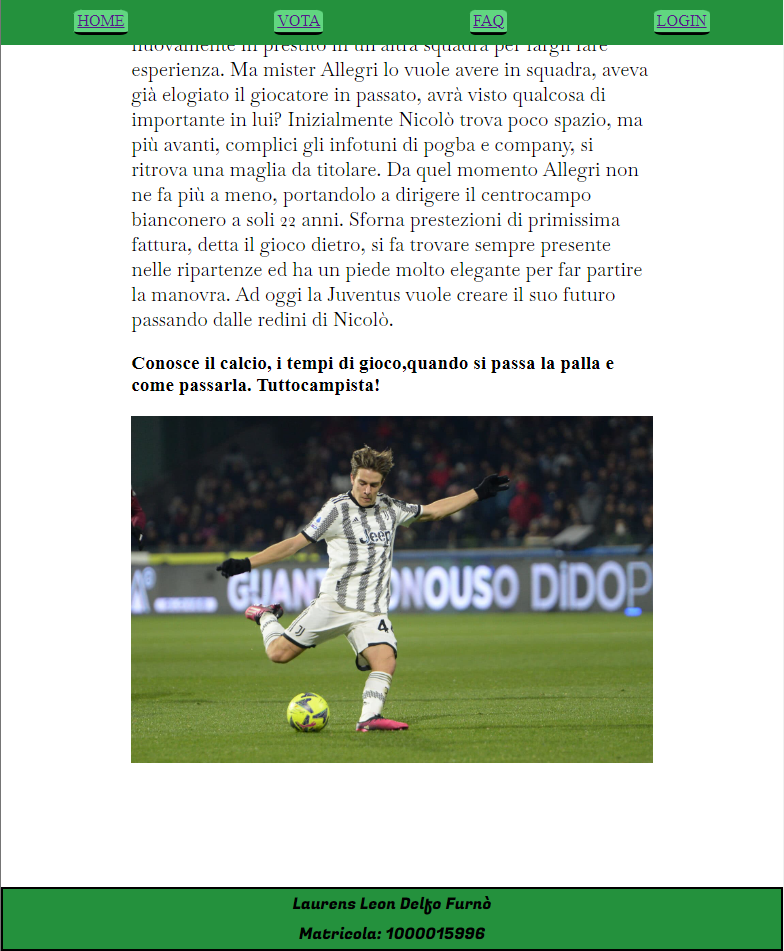 HOME VOTA FAQ LOGIN
nuovamente in prestito in un'altra squadra per fargli fare
esperienza. Ma mister Allegri lo vuole avere in squadra, aveva
già elogiato il giocatore in passato, avrà visto qualcosa di
importante in lui? Inizialmente Nicolò trova poco spazio, ma
più avanti, complici gli infotuni di pogba e company, si
ritrova una maglia da titolare. Da quel momento Allegri non
ne fa più a meno, portandolo a dirigere il centrocampo
bianconero a soli 22 anni. Sforna prestezioni di primissima
fattura, detta il gioco dietro, si fa trovare sempre presente
nelle ripartenze ed ha un piede molto elegante per far partire
la manovra. Ad oggi la Juventus vuole creare il suo futuro
passando dalle redini di Nicolò.
Conosce il calcio, i tempi di gioco,quando si passa la palla e
come passarla. Tuttocampista!
Jeep
4
Laurens Leon Delfo Furnò
Matricola: 1000015996